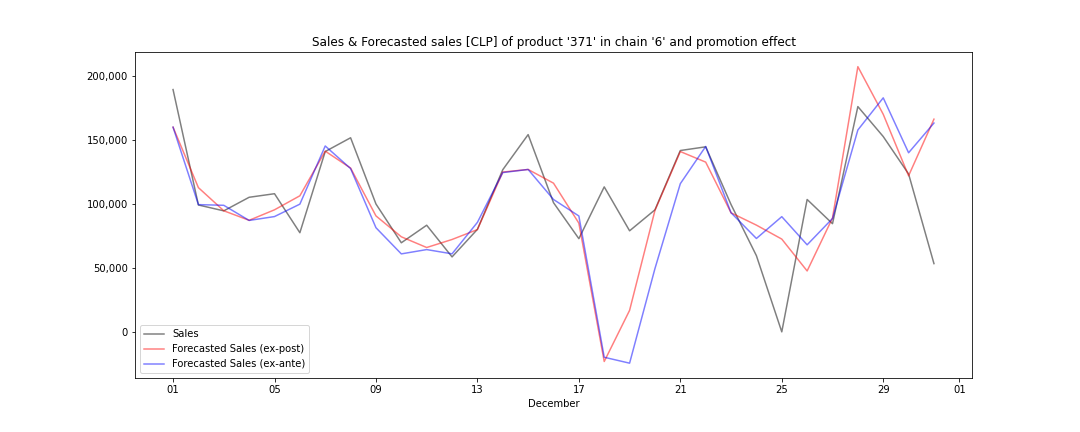 Sales & Forecasted sales [CLP] of product '371' in chain '6' and promotion effect
200,000
150,000
100,000
50,000
0
Sales
Forecasted Sales (ex-post)
Forecasted Sales (ex-ante)
01 05 09 13 17 21 25 29 01
December